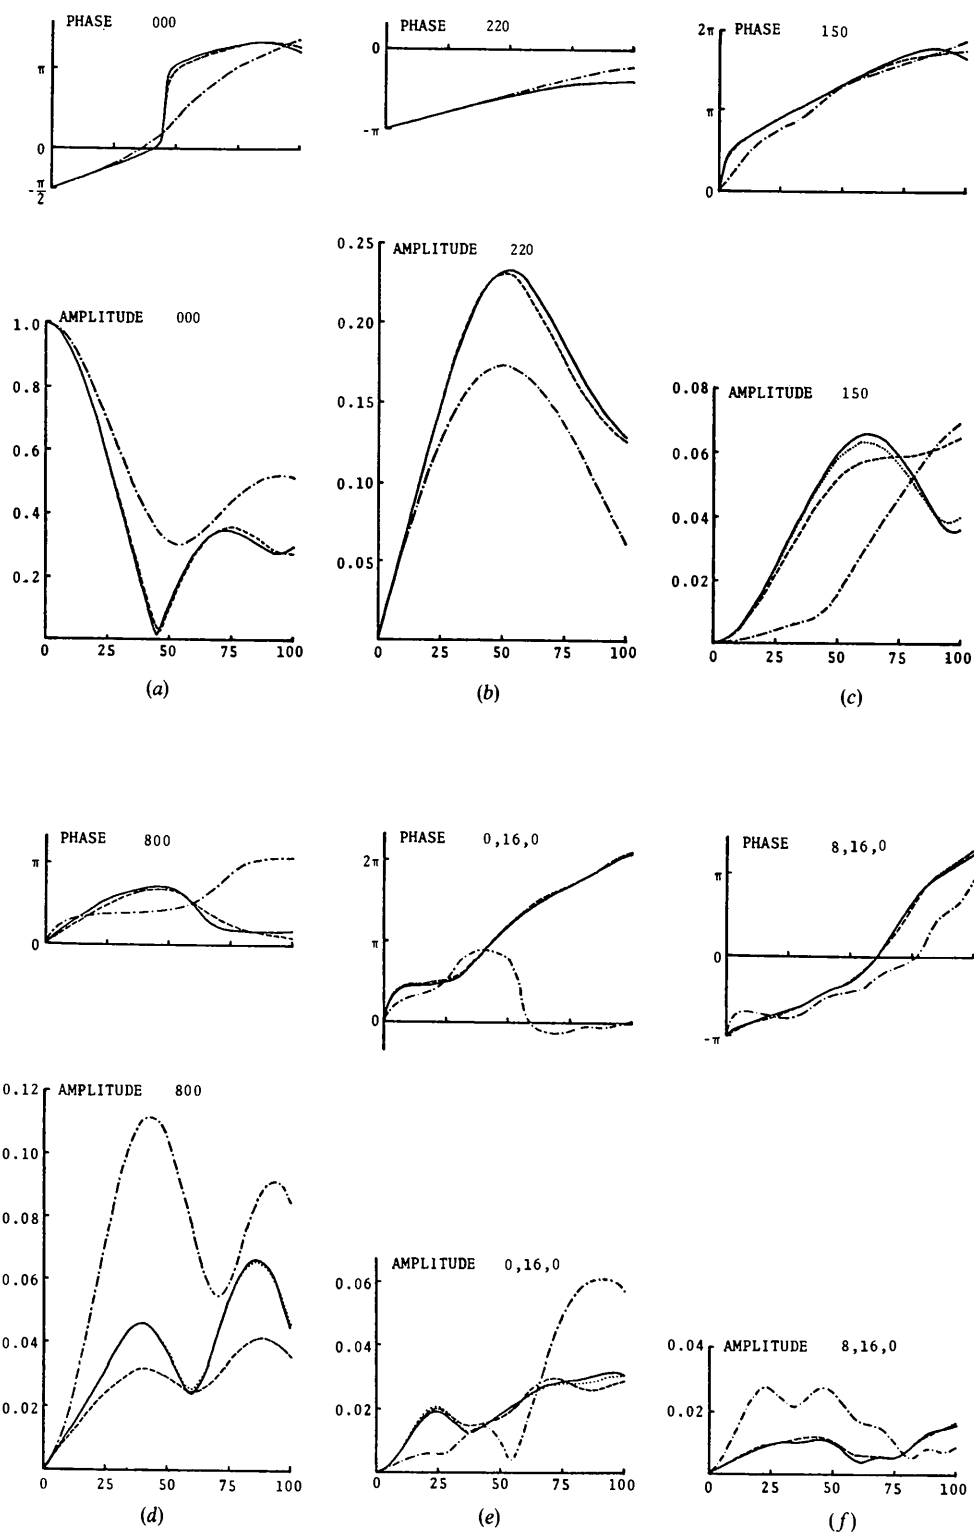 PHASE 000
π
0
-π/2
PHASE 220
0
-π
2π
PHASE 150
π
0
AMPLITUDE 000
1.0
0.8
0.6
0.4
0.2
0 25 50 75 100
(a)
0.25
AMPLITUDE 220
0.20
0.15
0.10
0.05
0 25 50 75 100
(b)
0.08
AMPLITUDE 150
0.06
0.04
0.02
0 25 50 75 100
(c)
PHASE 800
π
0
PHASE 0,16,0
2π
π
0
PHASE 8,16,0
π
0
-π
0.12
AMPLITUDE 800
0.10
0.08
0.06
0.04
0.02
0 25 50 75 100
(d)
AMPLITUDE 0,16,0
0.06
0.04
0.02
0 25 50 75 100
(e)
0.04
AMPLITUDE 8,16,0
0.02
0 25 50 75 100
(f)